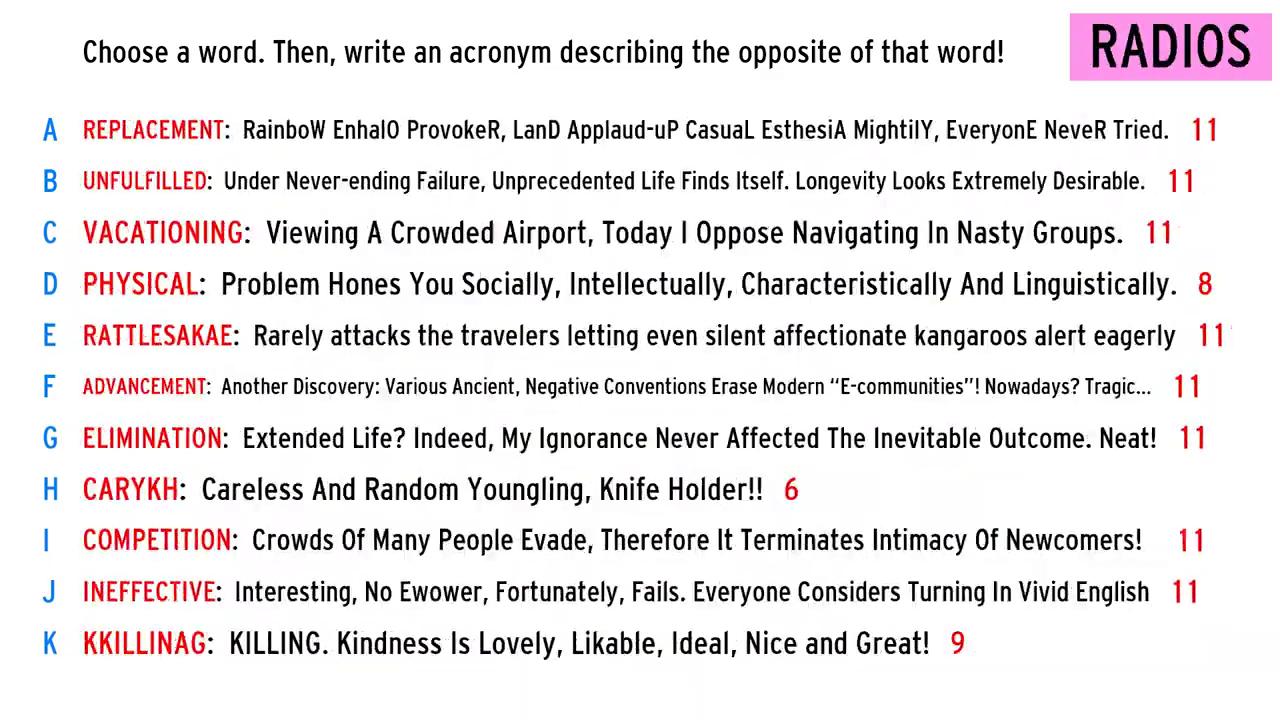 Choose a word. Then, write an acronym describing the opposite of that word!
RADIOS
A REPLACEMENT: RainboW EnhalO ProvokeR, LanD Applaud-uP CasuaL EsthesiA MightilY, EveryonE NeveR Tried. 11
B UNFULFILLED: Under Never-ending Failure, Unprecedented Life Finds Itself. Longevity Looks Extremely Desirable. 11
C VACATIONING: Viewing A Crowded Airport, Today I Oppose Navigating In Nasty Groups. 11
D PHYSICAL: Problem Hones You Socially, Intellectually, Characteristically And Linguistically. 8
E RATTLESAKAE: Rarely attacks the travelers letting even silent affectionate kangaroos alert eagerly 11
F ADVANCEMENT: Another Discovery: Various Ancient, Negative Conventions Erase Modern “E-communities”! Nowadays? Tragic... 11
G ELIMINATION: Extended Life? Indeed, My Ignorance Never Affected The Inevitable Outcome. Neat! 11
H CARYKH: Careless And Random Youngling, Knife Holder!! 6
I COMPETITION: Crowds Of Many People Evade, Therefore It Terminates Intimacy Of Newcomers! 11
J INEFFECTIVE: Interesting, No Ewower, Fortunately, Fails. Everyone Considers Turning In Vivid English 11
K KKILLINAG: KILLING. Kindness Is Lovely, Likable, Ideal, Nice and Great! 9